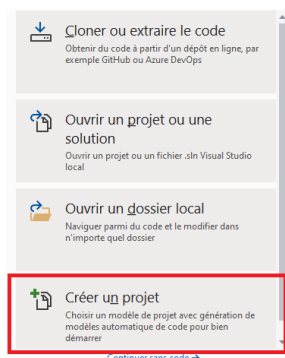 Cloner ou extraire le code
Obtenir du code à partir d'un dépôt en ligne, par
exemple GitHub ou Azure DevOps
Ouvrir un projet ou une
solution
Ouvrir un projet ou un fichier .sln Visual Studio
local
Ouvrir un dossier local
Naviguer parmi du code et le modifier dans
n'importe quel dossier
Créer un projet
Choisir un modèle de projet avec génération de
modèles automatique de code pour bien
démarrer
Continuer sans code →